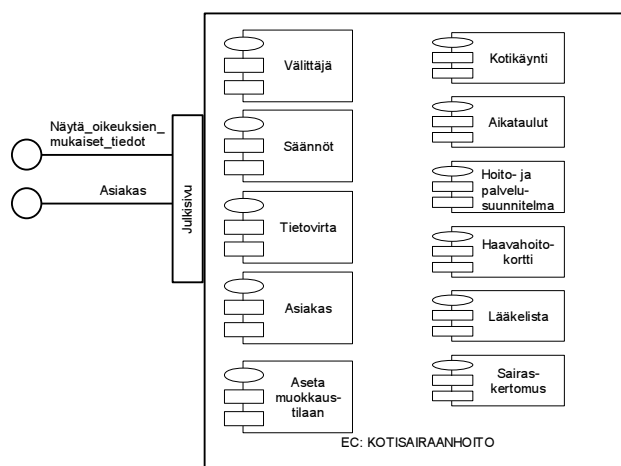 Näytä_oikeuksien_
mukaiset_tiedot
Asiakas
Julkisivu
Välittäjä
Säännöt
Tietovirta
Asiakas
Aseta
muokkaus-
tilaan
Kotikäynti
Aikataulut
Hoito- ja
palvelu-
suunnitelma
Haavahoito-
kortti
Lääkelista
Sairas-
kertomus
EC: KOTISAIRAANHOITO